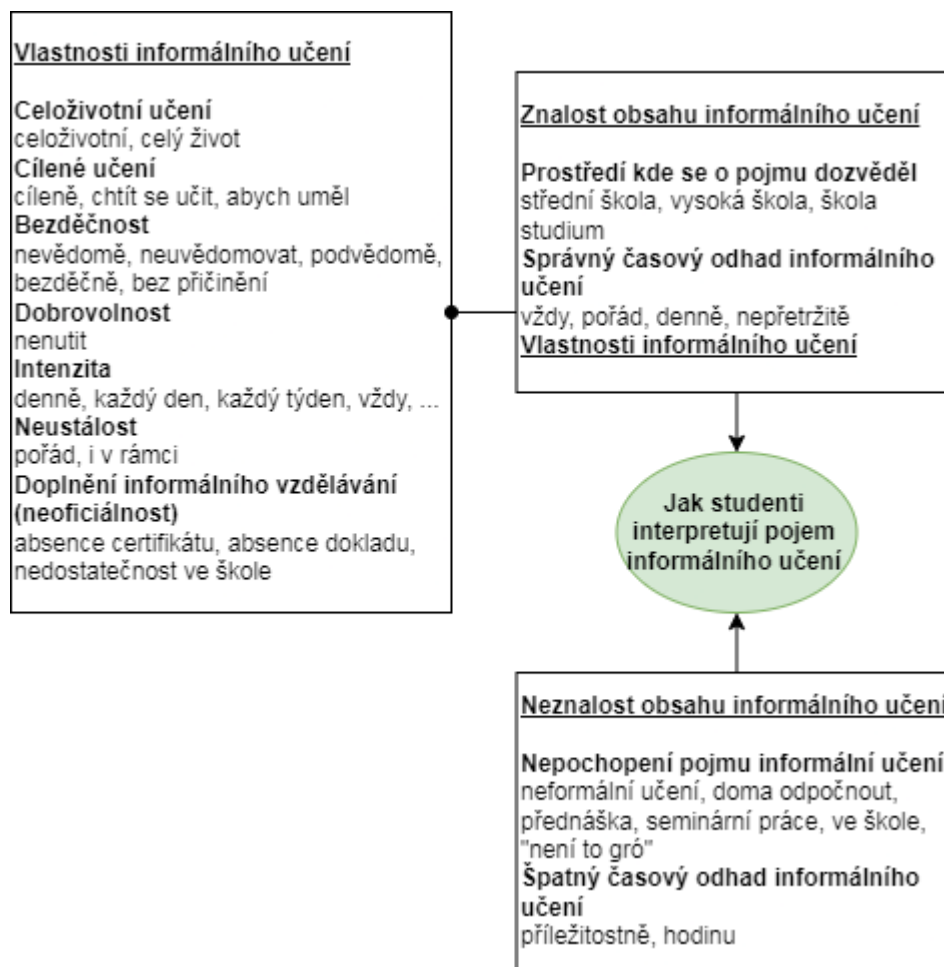 Vlastnosti informálního učení
Celoživotní učení
celoživotní, celý život
Cílené učení
cíleně, chtít se učit, abych uměl
Bezděčnost
nevědomě, neuvědomovat, podvědomě,
bezděčně, bez přičinění
Dobrovolnost
nenutit
Intenzita
denně, každý den, každý týden, vždy, ...
Neustálost
pořád, i v rámci
Doplnění informálního vzdělávání
(neoficiálnost)
absence certifikátu, absence dokladu,
nedostatečnost ve škole
Znalost obsahu informálního učení
Prostředí kde se o pojmu dozvěděl
střední škola, vysoká škola, škola
studium
Správný časový odhad informálního
učení
vždy, pořád, denně, nepřetržitě
Vlastnosti informálního učení
Jak studenti
interpretují pojem
informálního učení
Neznalost obsahu informálního učení
Nepochopení pojmu informální učení
neformální učení, doma odpočnout,
přednáška, seminární práce, ve škole,
"není to gró"
Špatný časový odhad informálního
učení
příležitostně, hodinu